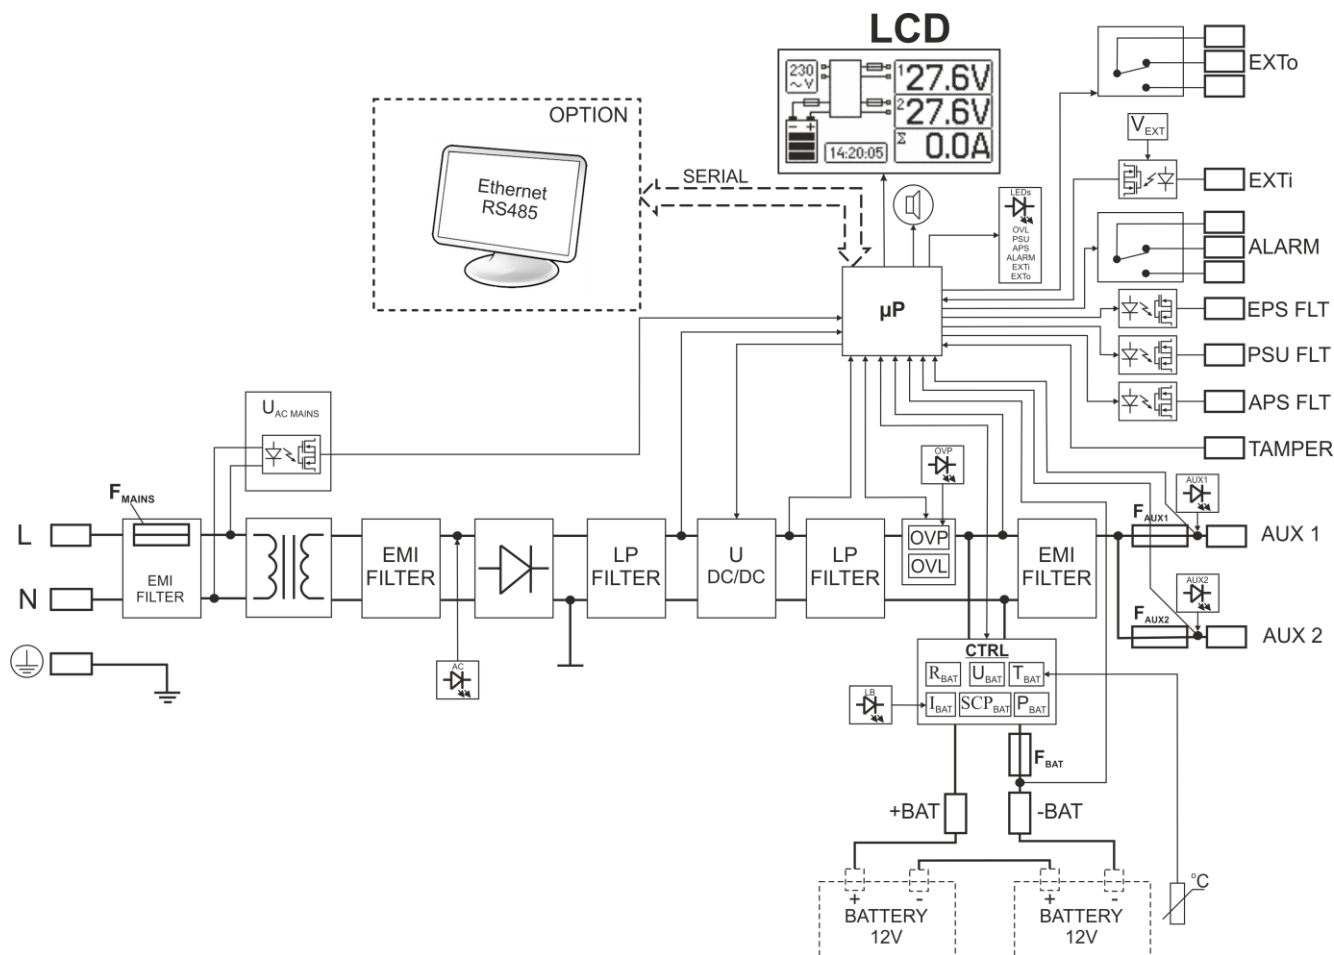 LCD
230
~ V
1 27.6V
2 27.6V
Σ 0.0A
14:20:05
- +
OPTION
Ethernet
RS485
SERIAL
LEDs
OVL
PSU
APS
ALARM
EXTi
EXTo
µP
EXTo
VEXT
EXTi
ALARM
EPS FLT
PSU FLT
APS FLT
TAMPER
UAC MAINS
FMAINS
L
N
EMI
FILTER
EMI
FILTER
AC
LP
FILTER
U
DC/DC
LP
FILTER
OVP
OVP
OVL
EMI
FILTER
FAUX1
AUX1
AUX 1
FAUX2
AUX2
AUX 2
CTRL
RBAT UBAT TBAT
IBAT SCPBAT PBAT
LB
FBAT
+BAT
-BAT
+ -
BATTERY
12V
+ -
BATTERY
12V
°C